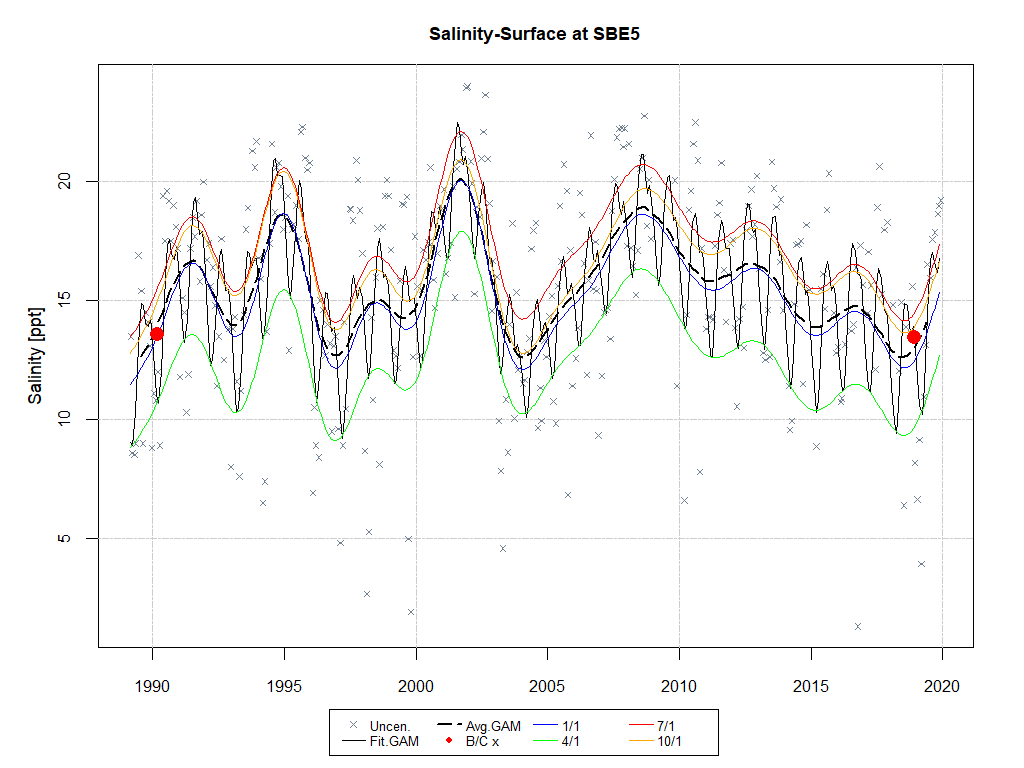 Salinity-Surface at SBE5
Salinity [ppt]
20
15
10
5
1990 1995 2000 2005 2010 2015 2020
Uncen. Avg.GAM 1/1 7/1
Fit.GAM B/C x 4/1 10/1